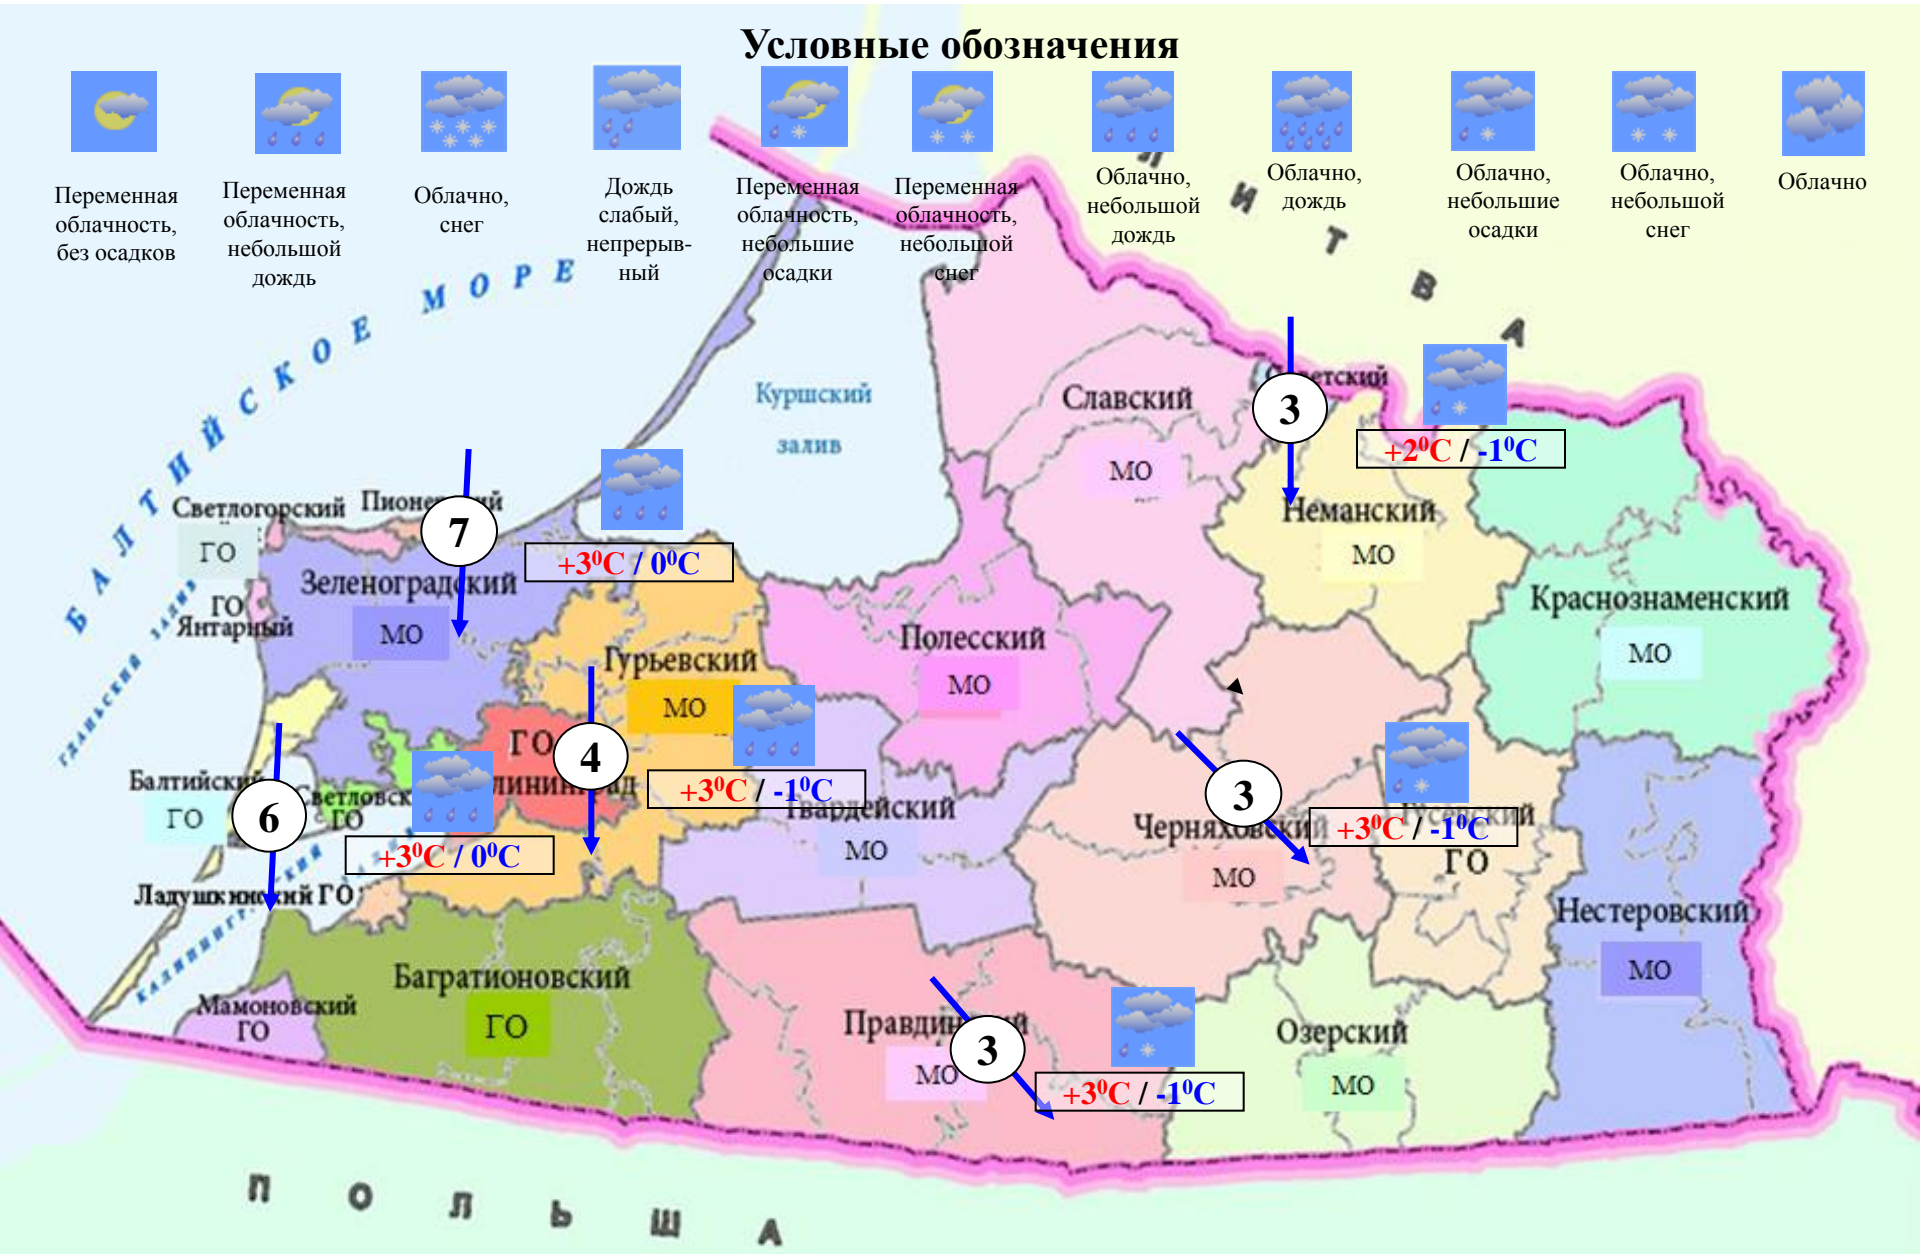 Условные обозначения
Переменная
облачность,
без осадков
Переменная
облачность,
небольшой
дождь
Облачно,
снег
Дождь
слабый,
непрерыв-
ный
Переменная
облачность,
небольшие
осадки
Переменная
облачность,
небольшой
снег
Облачно,
небольшой
дождь
Облачно,
дождь
Облачно,
небольшие
осадки
Облачно,
небольшой
снег
Облачно
БАЛТИЙСКОЕ МОРЕ
ЛИТВА
Куршский
залив
Славский
МО
3
+2⁰C / -1⁰C
Неманский
МО
Светлогорский
ГО
7
+3⁰C / 0⁰C
Зеленоградский
МО
ГО
Янтарный
Краснознаменский
МО
Полесский
МО
Гурьевский
МО
ГО
4
+3⁰C / -1⁰C
Балтийский
ГО
6
ГО
+3⁰C / 0⁰C
Гвардейский
МО
Черняховский
МО
3
+3⁰C / -1⁰C
ГО
Ладушкинский ГО
Нестеровский
МО
Багратионовский
ГО
Мамоновский
ГО
Правдинский
МО
3
+3⁰C / -1⁰C
Озерский
МО
ПОЛЬША